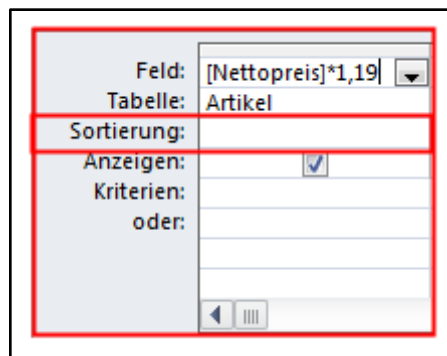 Feld: [Nettopreis]*1,19
Tabelle: Artikel
Sortierung:
Anzeigen:
Kriterien:
oder: